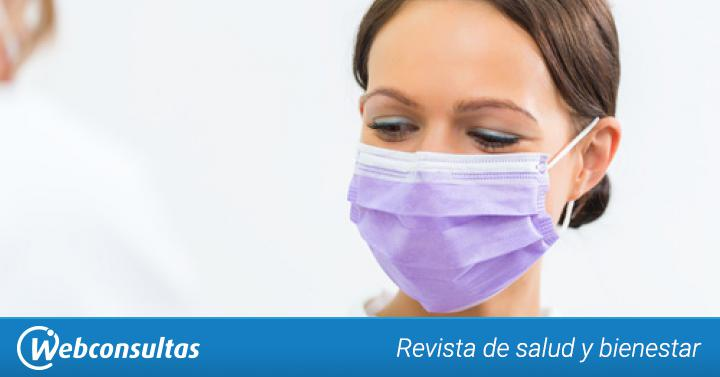 Webconsultas
Revista de salud y bienestar